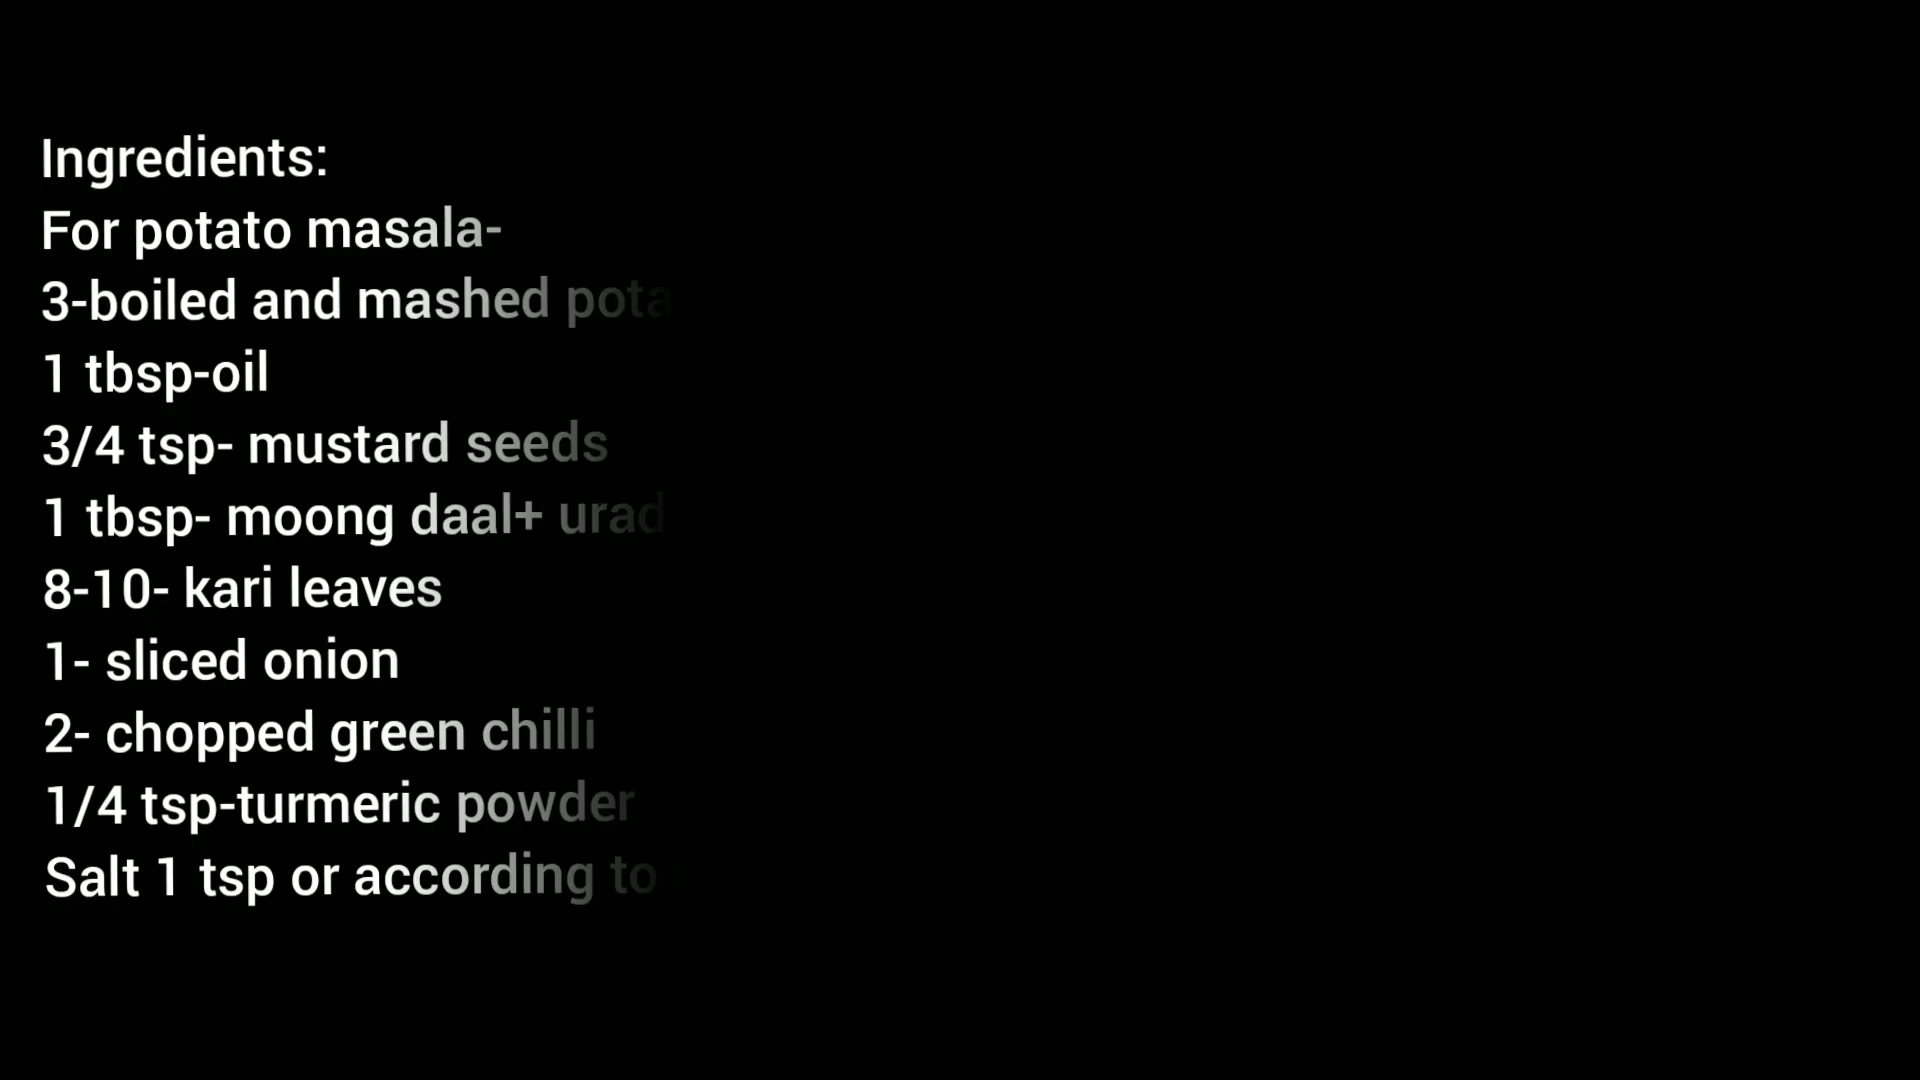 Ingredients:
For potato masala-
3-boiled and mashed
1 tbsp-oil
3/4 tsp- mustard seeds
1 tbsp- moong daal+ urad
8-10- kari leaves
1- sliced onion
2- chopped green chilli
1/4 tsp-turmeric powder
Salt 1 tsp or according to